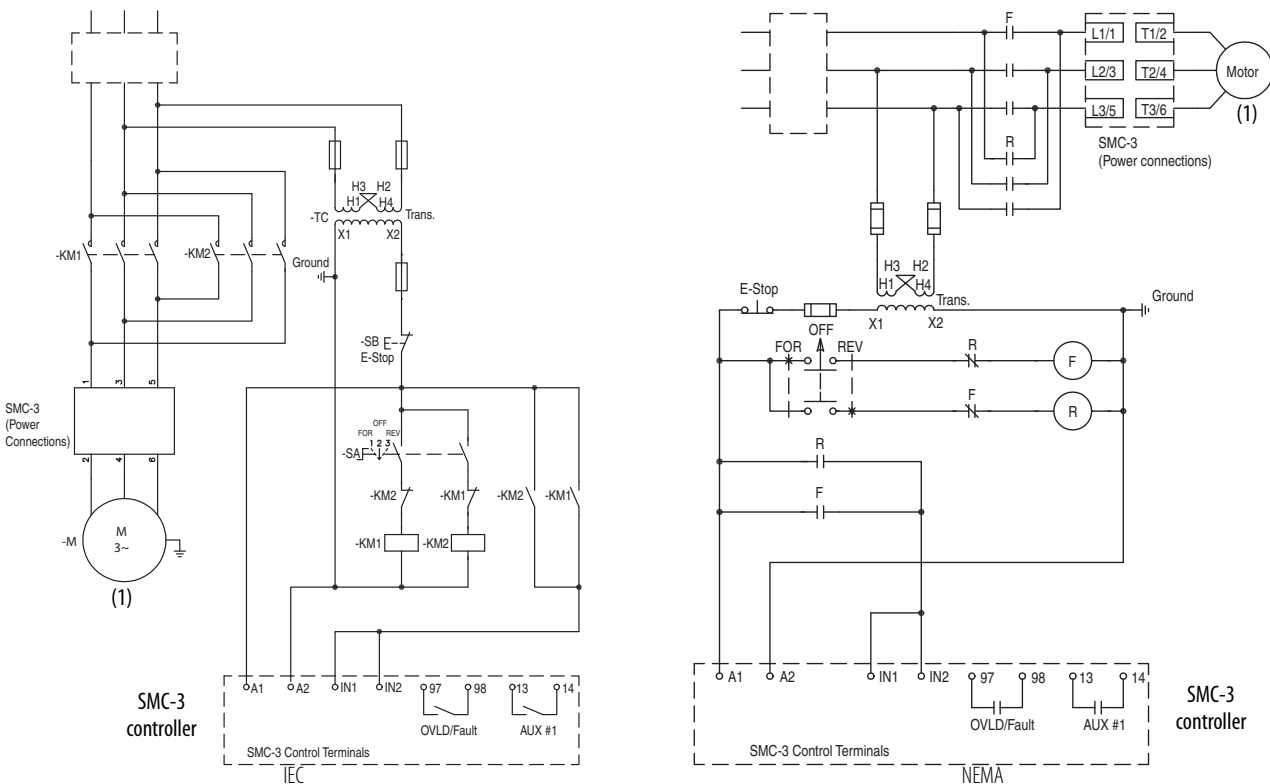 H3 H2
H1 H4
-TC
Trans.
X1 X2
-KM1
-KM2
Ground
-SB
E-Stop
1 3 5
SMC-3
(Power
Connections)
2 4 6
OFF
FOR REV
1 2 3
-SA
-KM2 -KM1 -KM2 -KM1
-KM1 -KM2
M
3~
-M
(1)
SMC-3
controller
A1 A2 IN1 IN2 97 98 13 14
OVLD/Fault AUX #1
SMC-3 Control Terminals
IEC
F
L1/1 T1/2
L2/3 T2/4
L3/5 T3/6
Motor
(1)
R
SMC-3
(Power connections)
H3 H2
H1 H4
Trans.
E-Stop
X1 X2
Ground
OFF
FOR REV
R
F
F
R
R
F
A1 A2 IN1 IN2 97 98 13 14
OVLD/Fault AUX #1
SMC-3 Control Terminals
SMC-3
controller
NEMA